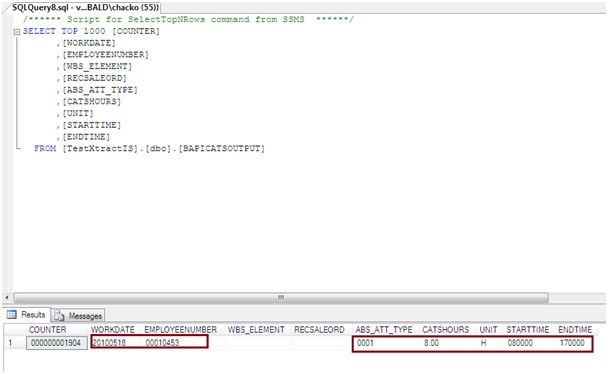 SQLQuery8.sql - v...BALD\chacko (55))
/****** Script for SelectTopNRows command from SSMS ******/
SELECT TOP 1000 [COUNTER]
,[WORKDATE]
,[EMPLOYEENUMBER]
,[WBS_ELEMENT]
,[RECSALEORD]
,[ABS_ATT_TYPE]
,[CATSHOURS]
,[UNIT]
,[STARTTIME]
,[ENDTIME]
FROM [TestXtractIS].[dbo].[BAPICATSOUTPUT]
Results Messages
COUNTER WORKDATE EMPLOYEENUMBER WBS_ELEMENT RECSALEORD ABS_ATT_TYPE CATSHOURS UNIT STARTTIME ENDTIME
1 000000001904 20100518 00010453 0001 8.00 H 080000 170000